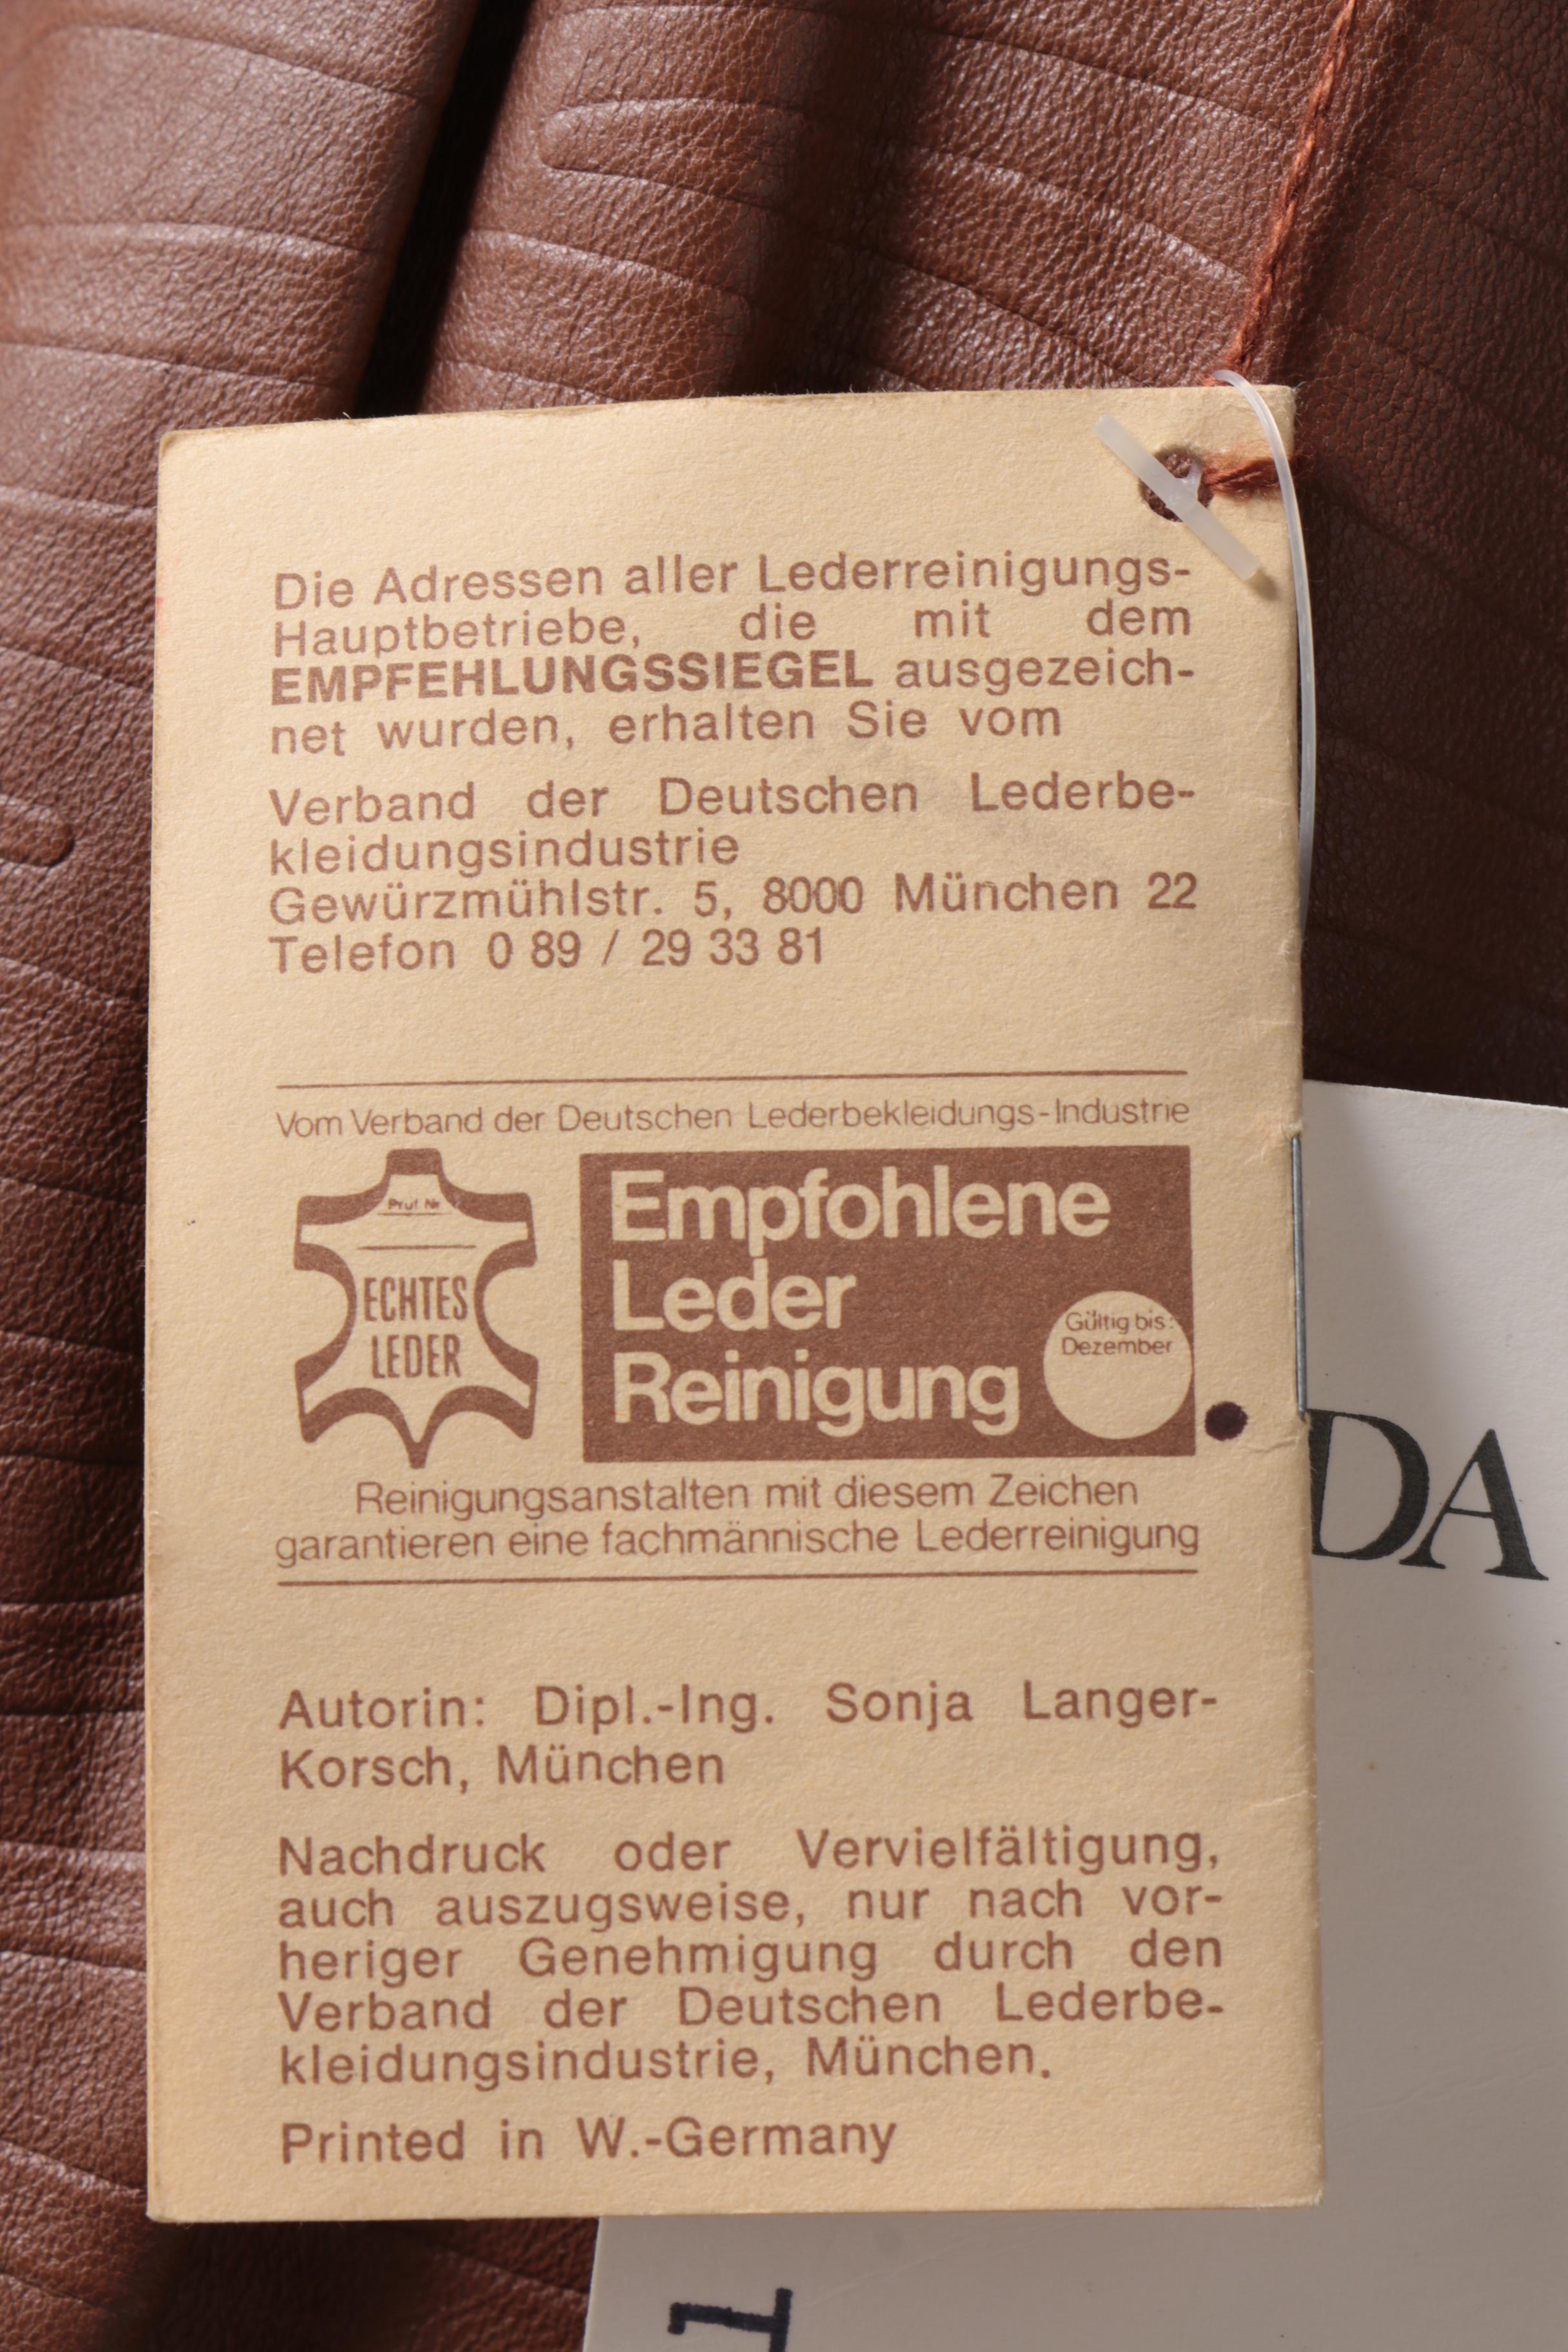 Die Adressen aller Lederreinigungs-
Hauptbetriebe, die mit dem
EMPFEHLUNGSSIEGEL ausgezeich-
net wurden, erhalten Sie vom
Verband der Deutschen Lederbe-
kleidungsindustrie
Gewürzmühlstr. 5, 8000 München 22
Telefon 0 89 / 29 33 81
Vom Verband der Deutschen Lederbekleidungs-Industrie
Prüf Nr
ECHTES
LEDER
Empfohlene
Leder
Reinigung
Gültig bis:
Dezember
Reinigungsanstalten mit diesem Zeichen
garantieren eine fachmännische Lederreinigung
Autorin: Dipl.-Ing. Sonja Langer-
Korsch, München
Nachdruck oder Vervielfältigung,
auch auszugsweise, nur nach vor-
heriger Genehmigung durch den
Verband der Deutschen Lederbe-
kleidungsindustrie, München.
Printed in W.-Germany
DA
1